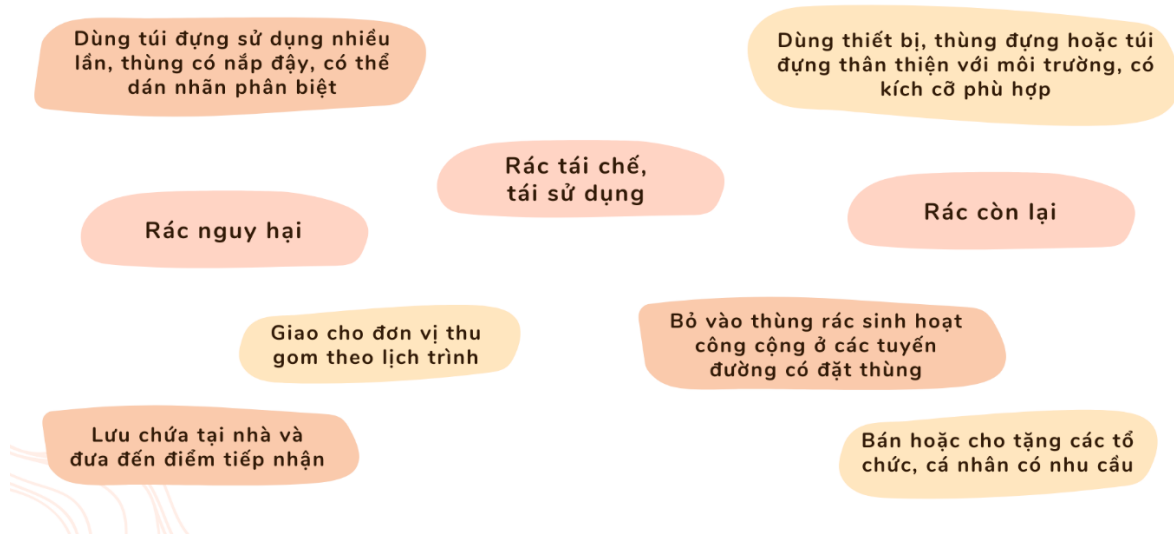 Dùng túi đựng sử dụng nhiều
lần, thùng có nắp đậy, có thể
dán nhãn phân biệt
Dùng thiết bị, thùng đựng hoặc túi
đựng thân thiện với môi trường, có
kích cỡ phù hợp
Rác tái chế,
tái sử dụng
Rác nguy hại
Rác còn lại
Giao cho đơn vị thu
gom theo lịch trình
Bỏ vào thùng rác sinh hoạt
công cộng ở các tuyến
đường có đặt thùng
Lưu chứa tại nhà và
đưa đến điểm tiếp nhận
Bán hoặc cho tặng các tổ
chức, cá nhân có nhu cầu